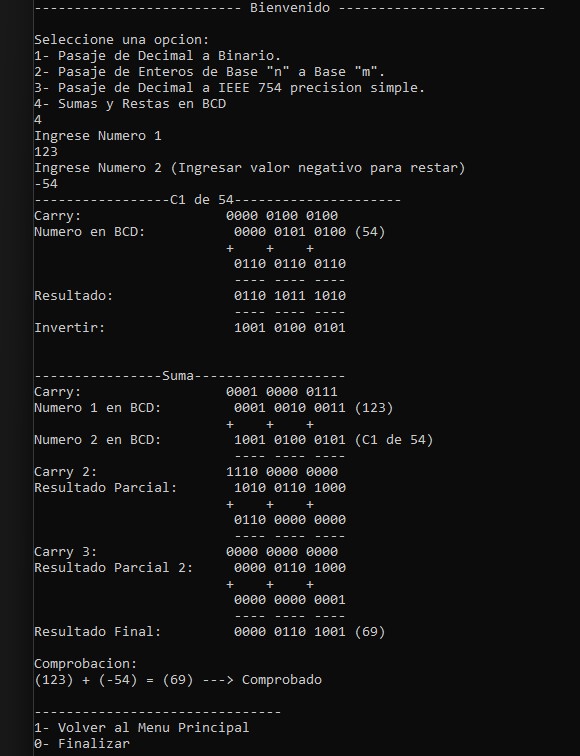 -------------------------- Bienvenido --------------------------
Seleccione una opcion:
1- Pasaje de Decimal a Binario.
2- Pasaje de Enteros de Base "n" a Base "m".
3- Pasaje de Decimal a IEEE 754 precision simple.
4- Sumas y Restas en BCD
4
Ingrese Numero 1
123
Ingrese Numero 2 (Ingresar valor negativo para restar)
-54
-----------------C1 de 54---------------------
Carry:                  0000 0100 0100
Numero en BCD:           0000 0101 0100 (54)
                        +    +    +
                         0110 0110 0110
                         ---- ---- ----
Resultado:               0110 1011 1010
                         ---- ---- ----
Invertir:                1001 0100 0101
----------------Suma-------------------
Carry:                  0001 0000 0111
Numero 1 en BCD:         0001 0010 0011 (123)
                        +    +    +
Numero 2 en BCD:         1001 0100 0101 (C1 de 54)
                         ---- ---- ----
Carry 2:                1110 0000 0000
Resultado Parcial:       1010 0110 1000
                        +    +    +
                         0110 0000 0000
                         ---- ---- ----
Carry 3:                0000 0000 0000
Resultado Parcial 2:     0000 0110 1000
                        +    +    +
                         0000 0000 0001
                         ---- ---- ----
Resultado Final:         0000 0110 1001 (69)
Comprobacion:
(123) + (-54) = (69) ---> Comprobado
-------------------------------
1- Volver al Menu Principal
0- Finalizar